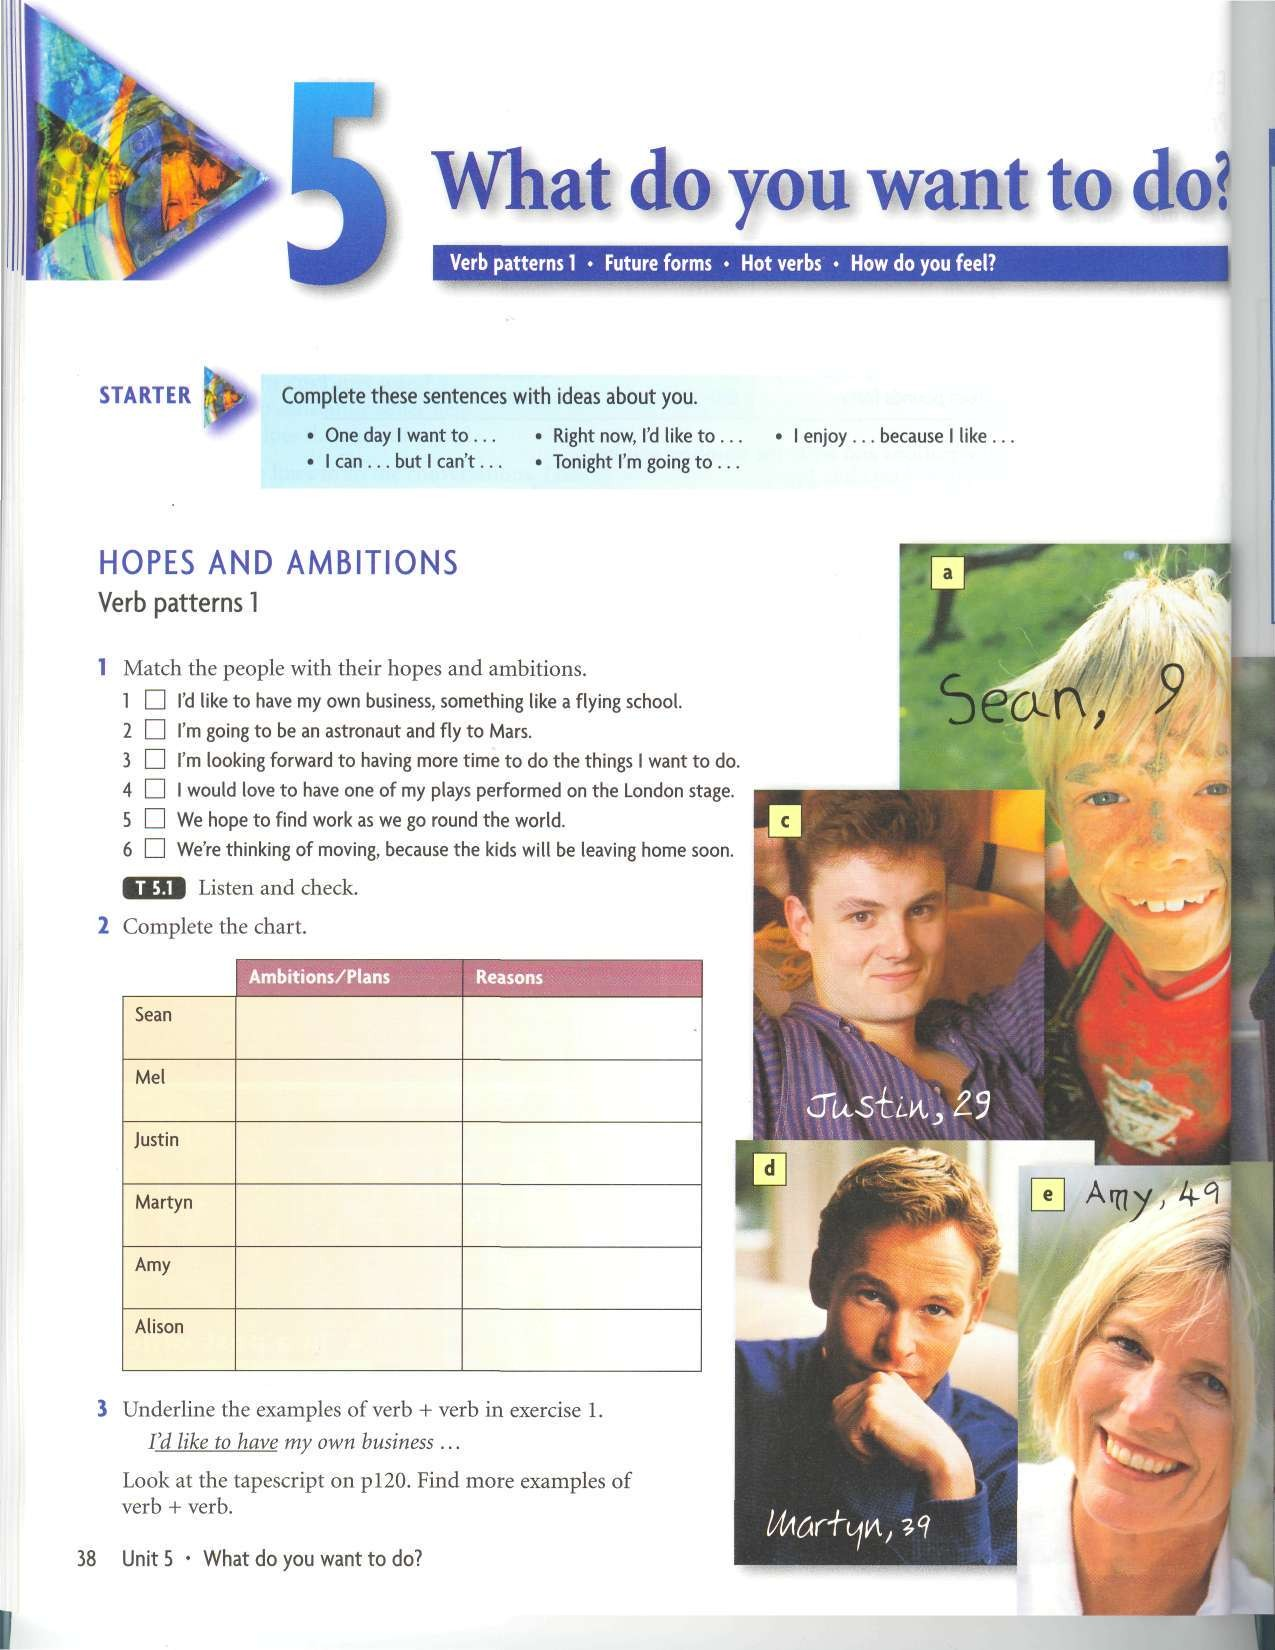 5
What do you want to do?
Verb patterns 1 • Future forms • Hot verbs • How do you feel?
STARTER
Complete these sentences with ideas about you.
• One day I want to . . .
• Right now, I'd like to . . .
• I enjoy . . . because I like . . .
• I can . . . but I can't . . .
• Tonight I'm going to . . .
HOPES AND AMBITIONS
Verb patterns 1
1 Match the people with their hopes and ambitions.
1 □ I'd like to have my own business, something like a flying school.
2 □ I'm going to be an astronaut and fly to Mars.
3 □ I'm looking forward to having more time to do the things I want to do.
4 □ I would love to have one of my plays performed on the London stage.
5 □ We hope to find work as we go round the world.
6 □ We're thinking of moving, because the kids will be leaving home soon.
T 5.1 Listen and check.
2 Complete the chart.
Ambitions/Plans Reasons
Sean
Mel
Justin
Martyn
Amy
Alison
3 Underline the examples of verb + verb in exercise 1.
I'd like to have my own business . . .
Look at the tapescript on p120. Find more examples of
verb + verb.
a
Sean, 9
c
Justin, 29
d
Martyn, 39
e
Amy, 49
38 Unit 5 • What do you want to do?